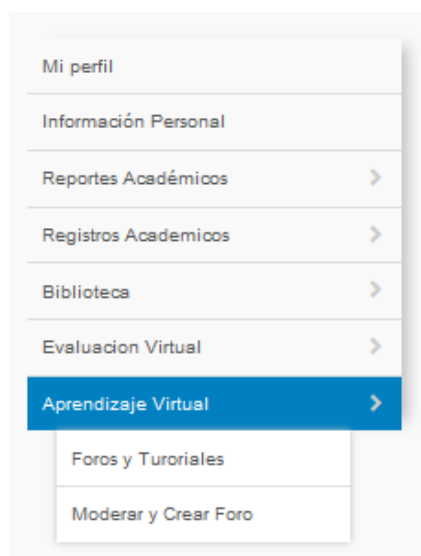 Mi perfil
Información Personal
Reportes Académicos
Registros Academicos
Biblioteca
Evaluacion Virtual
Aprendizaje Virtual
Foros y Turoriales
Moderar y Crear Foro